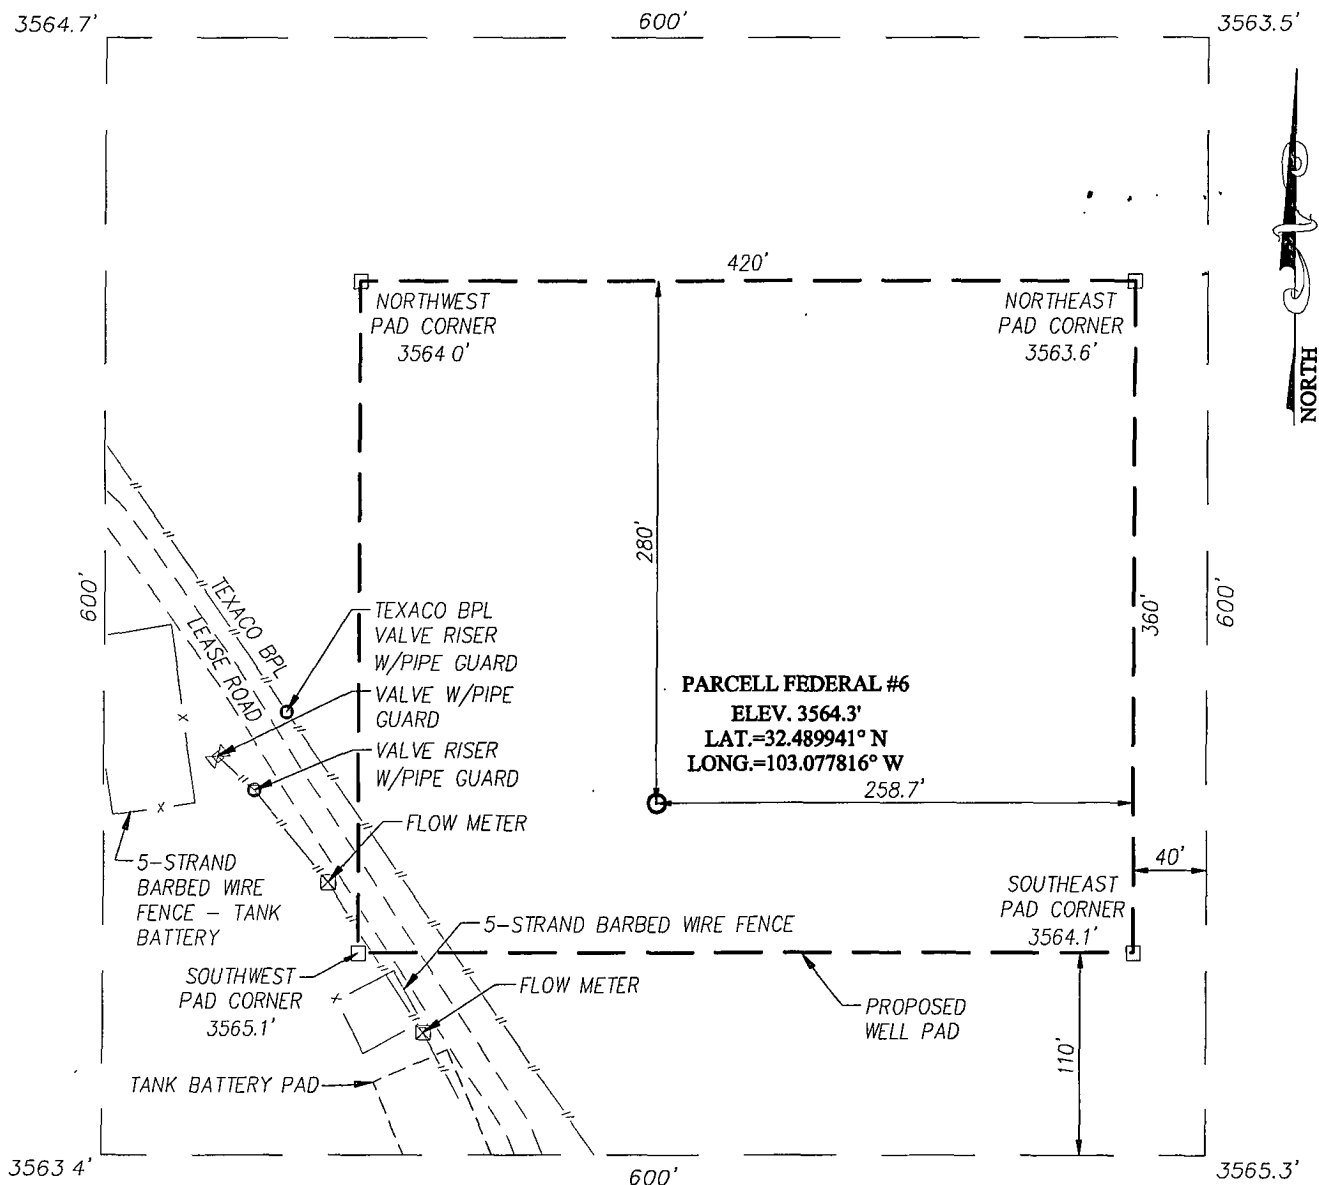 3564.7'
600'
3563.5'
420'
NORTHWEST
PAD CORNER
3564 0'
NORTHEAST
PAD CORNER
3563.6'
NORTH
280'
600'
360'
600'
TEXACO BPL
LEASE ROAD
TEXACO BPL
VALVE RISER
W/PIPE GUARD
VALVE W/PIPE
GUARD
VALVE RISER
W/PIPE GUARD
PARCELL FEDERAL #6
ELEV. 3564.3'
LAT.=32.489941° N
LONG.=103.077816° W
258.7'
FLOW METER
40'
5-STRAND
BARBED WIRE
FENCE - TANK
BATTERY
SOUTHEAST
PAD CORNER
3564.1'
5-STRAND BARBED WIRE FENCE
SOUTHWEST
PAD CORNER
3565.1'
FLOW METER
PROPOSED
WELL PAD
110'
TANK BATTERY PAD
3563 4'
600'
3565.3'